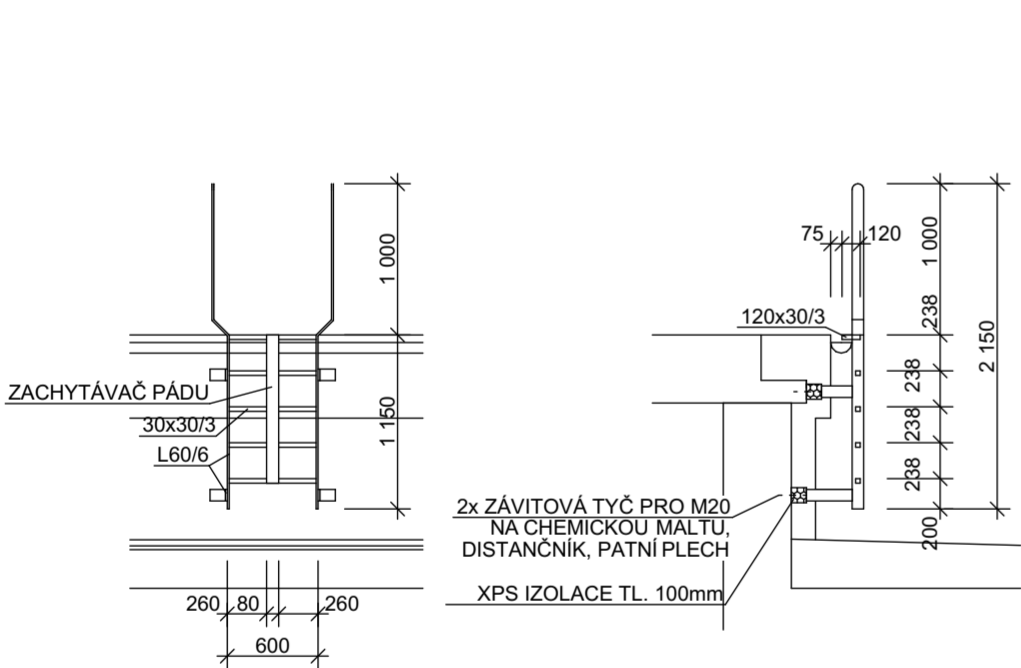 1 000
ZACHYTÁVAČ PÁDU
30x30/3
L60/6
1 150
260
80
260
600
75
120
120x30/3
1 000
238
238
238
238
200
2 150
2x ZÁVITOVÁ TYČ PRO M20
NA CHEMICKOU MALTU,
DISTANČNÍK, PATNÍ PLECH
XPS IZOLACE TL. 100mm